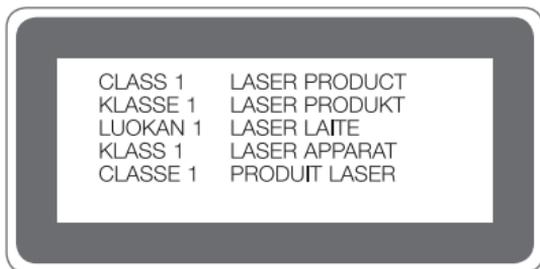 CLASS 1 LASER PRODUCT
KLASSE 1 LASER PRODUKT
LUOKAN 1 LASER LAITE
KLASS 1 LASER APPARAT
CLASSE 1 PRODUIT LASER